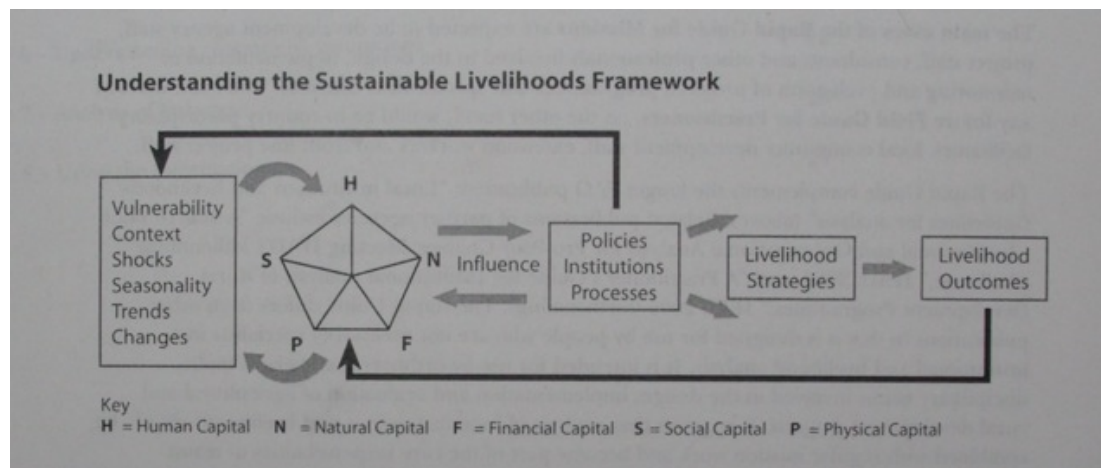 Understanding the Sustainable Livelihoods Framework
Vulnerability
Context
Shocks
Seasonality
Trends
Changes
H
S
N
P
F
Influence
Policies
Institutions
Processes
Livelihood
Strategies
Livelihood
Outcomes
Key
H = Human Capital N = Natural Capital F = Financial Capital S = Social Capital P = Physical Capital